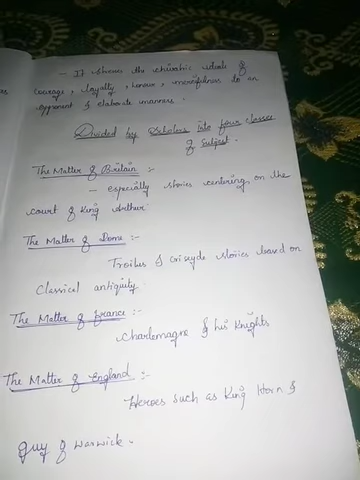 - It shows the chivalric ideals of
courage, loyalty, honour, mercifulness to an
opponent & elaborate manners.
Divided by Scholars into four classes
of subject.
The Matter of Britain :-
- especially stories centering on the
court of King Arthur
The Matter of Rome :-
Troilus & Criseyde stories based on
Classical antiquity.
The Matter of France :-
Charlemagne & his Knights
The Matter of England :-
Heroes such as King Horn &
Guy of Warwick.